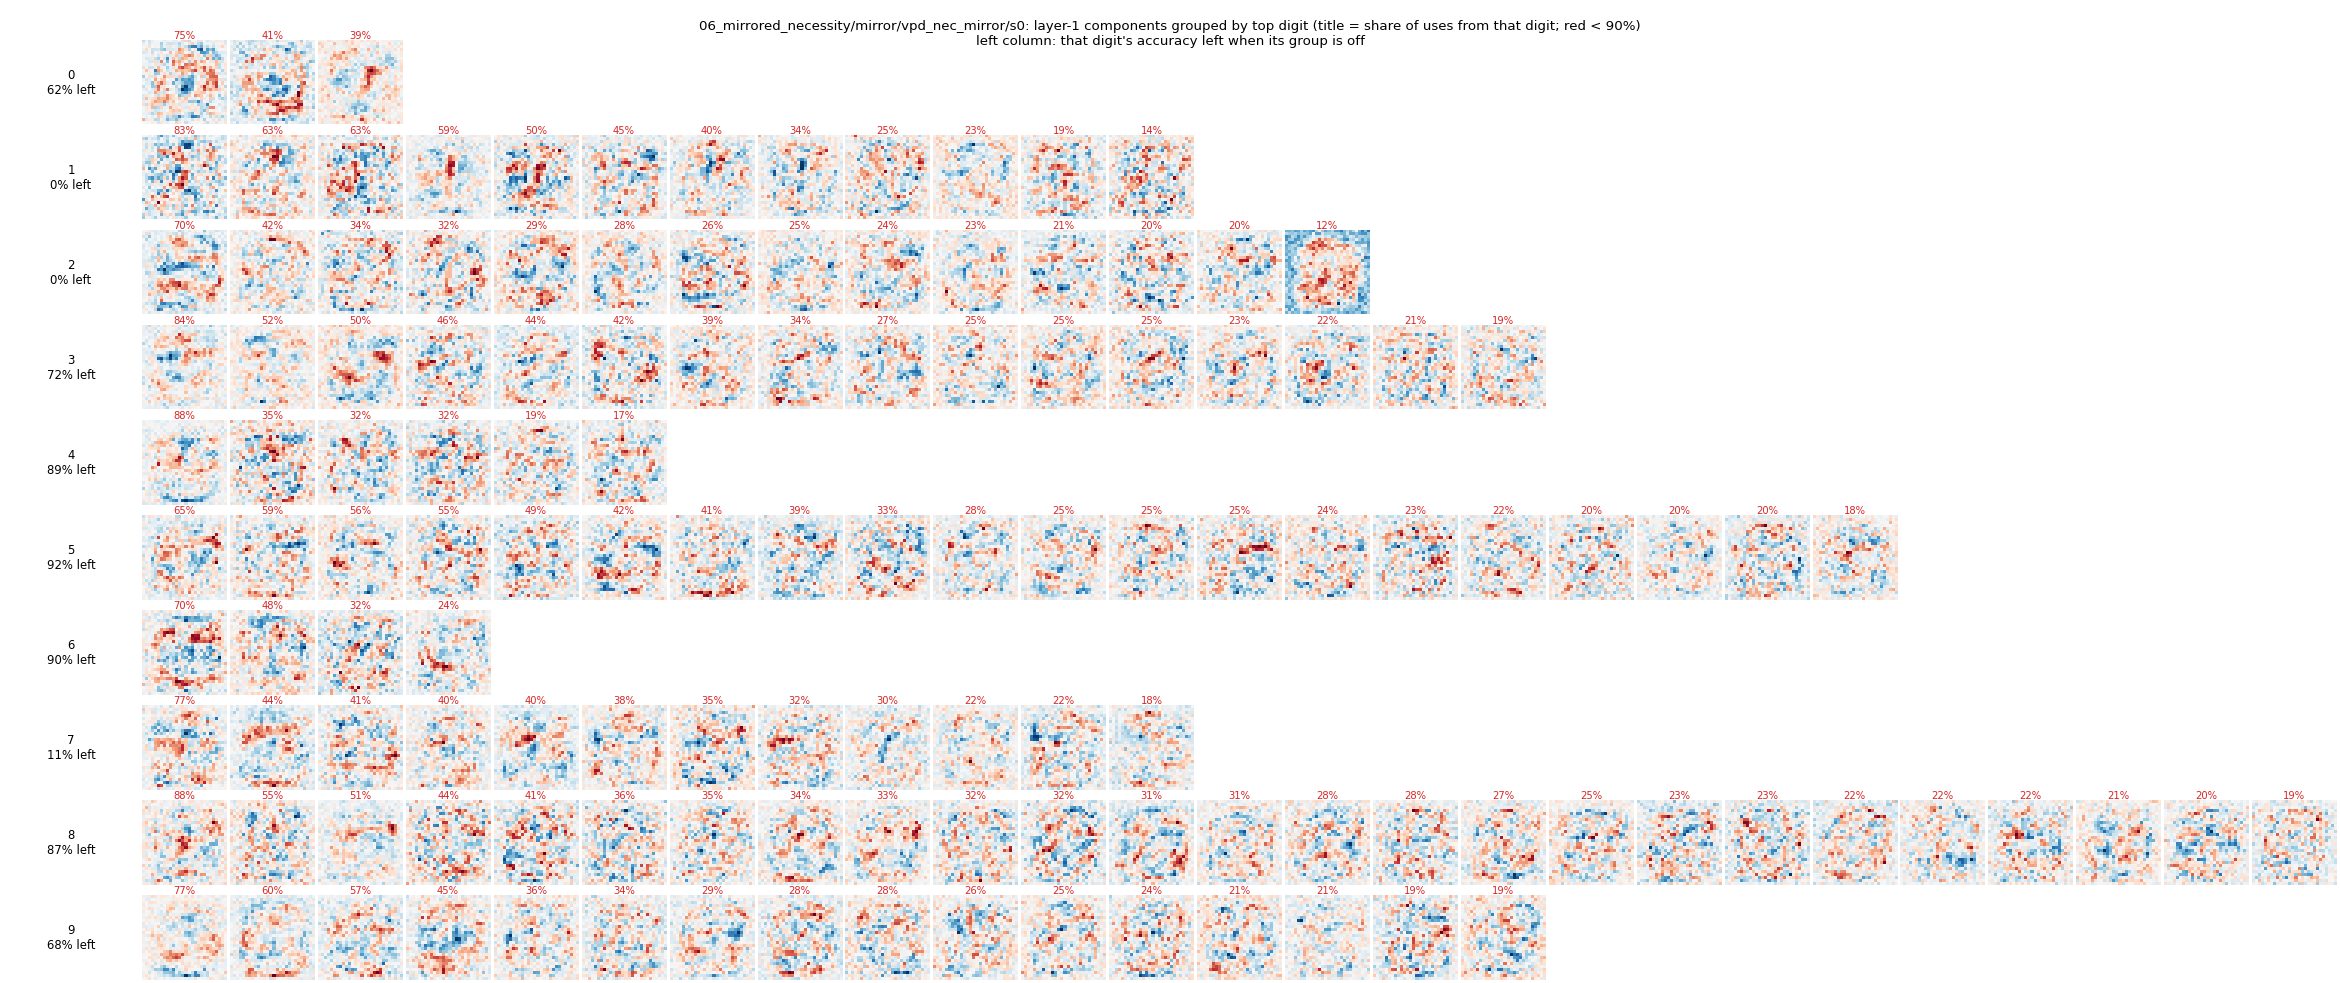 06_mirrored_necessity/mirror/vpd_nec_mirror/s0: layer-1 components grouped by top digit (title = share of uses from that digit; red < 90%)
left column: that digit's accuracy left when its group is off
75% 41% 39%
0
62% left
83% 63% 63% 59% 50% 45% 40% 34% 25% 23% 19% 14%
1
0% left
70% 42% 34% 32% 29% 28% 26% 25% 24% 23% 21% 20% 20% 12%
2
0% left
84% 52% 50% 46% 44% 42% 39% 34% 27% 25% 25% 25% 23% 22% 21% 19%
3
72% left
88% 35% 32% 32% 19% 17%
4
89% left
65% 59% 56% 55% 49% 42% 41% 39% 33% 28% 25% 25% 25% 24% 23% 22% 20% 20% 20% 18%
5
92% left
70% 48% 32% 24%
6
90% left
77% 44% 41% 40% 40% 38% 35% 32% 30% 22% 22% 18%
7
11% left
88% 55% 51% 44% 41% 36% 35% 34% 33% 32% 32% 31% 31% 28% 28% 27% 25% 23% 23% 22% 22% 22% 21% 20% 19%
8
87% left
77% 60% 57% 45% 36% 34% 29% 28% 28% 26% 25% 24% 21% 21% 19% 19%
9
68% left